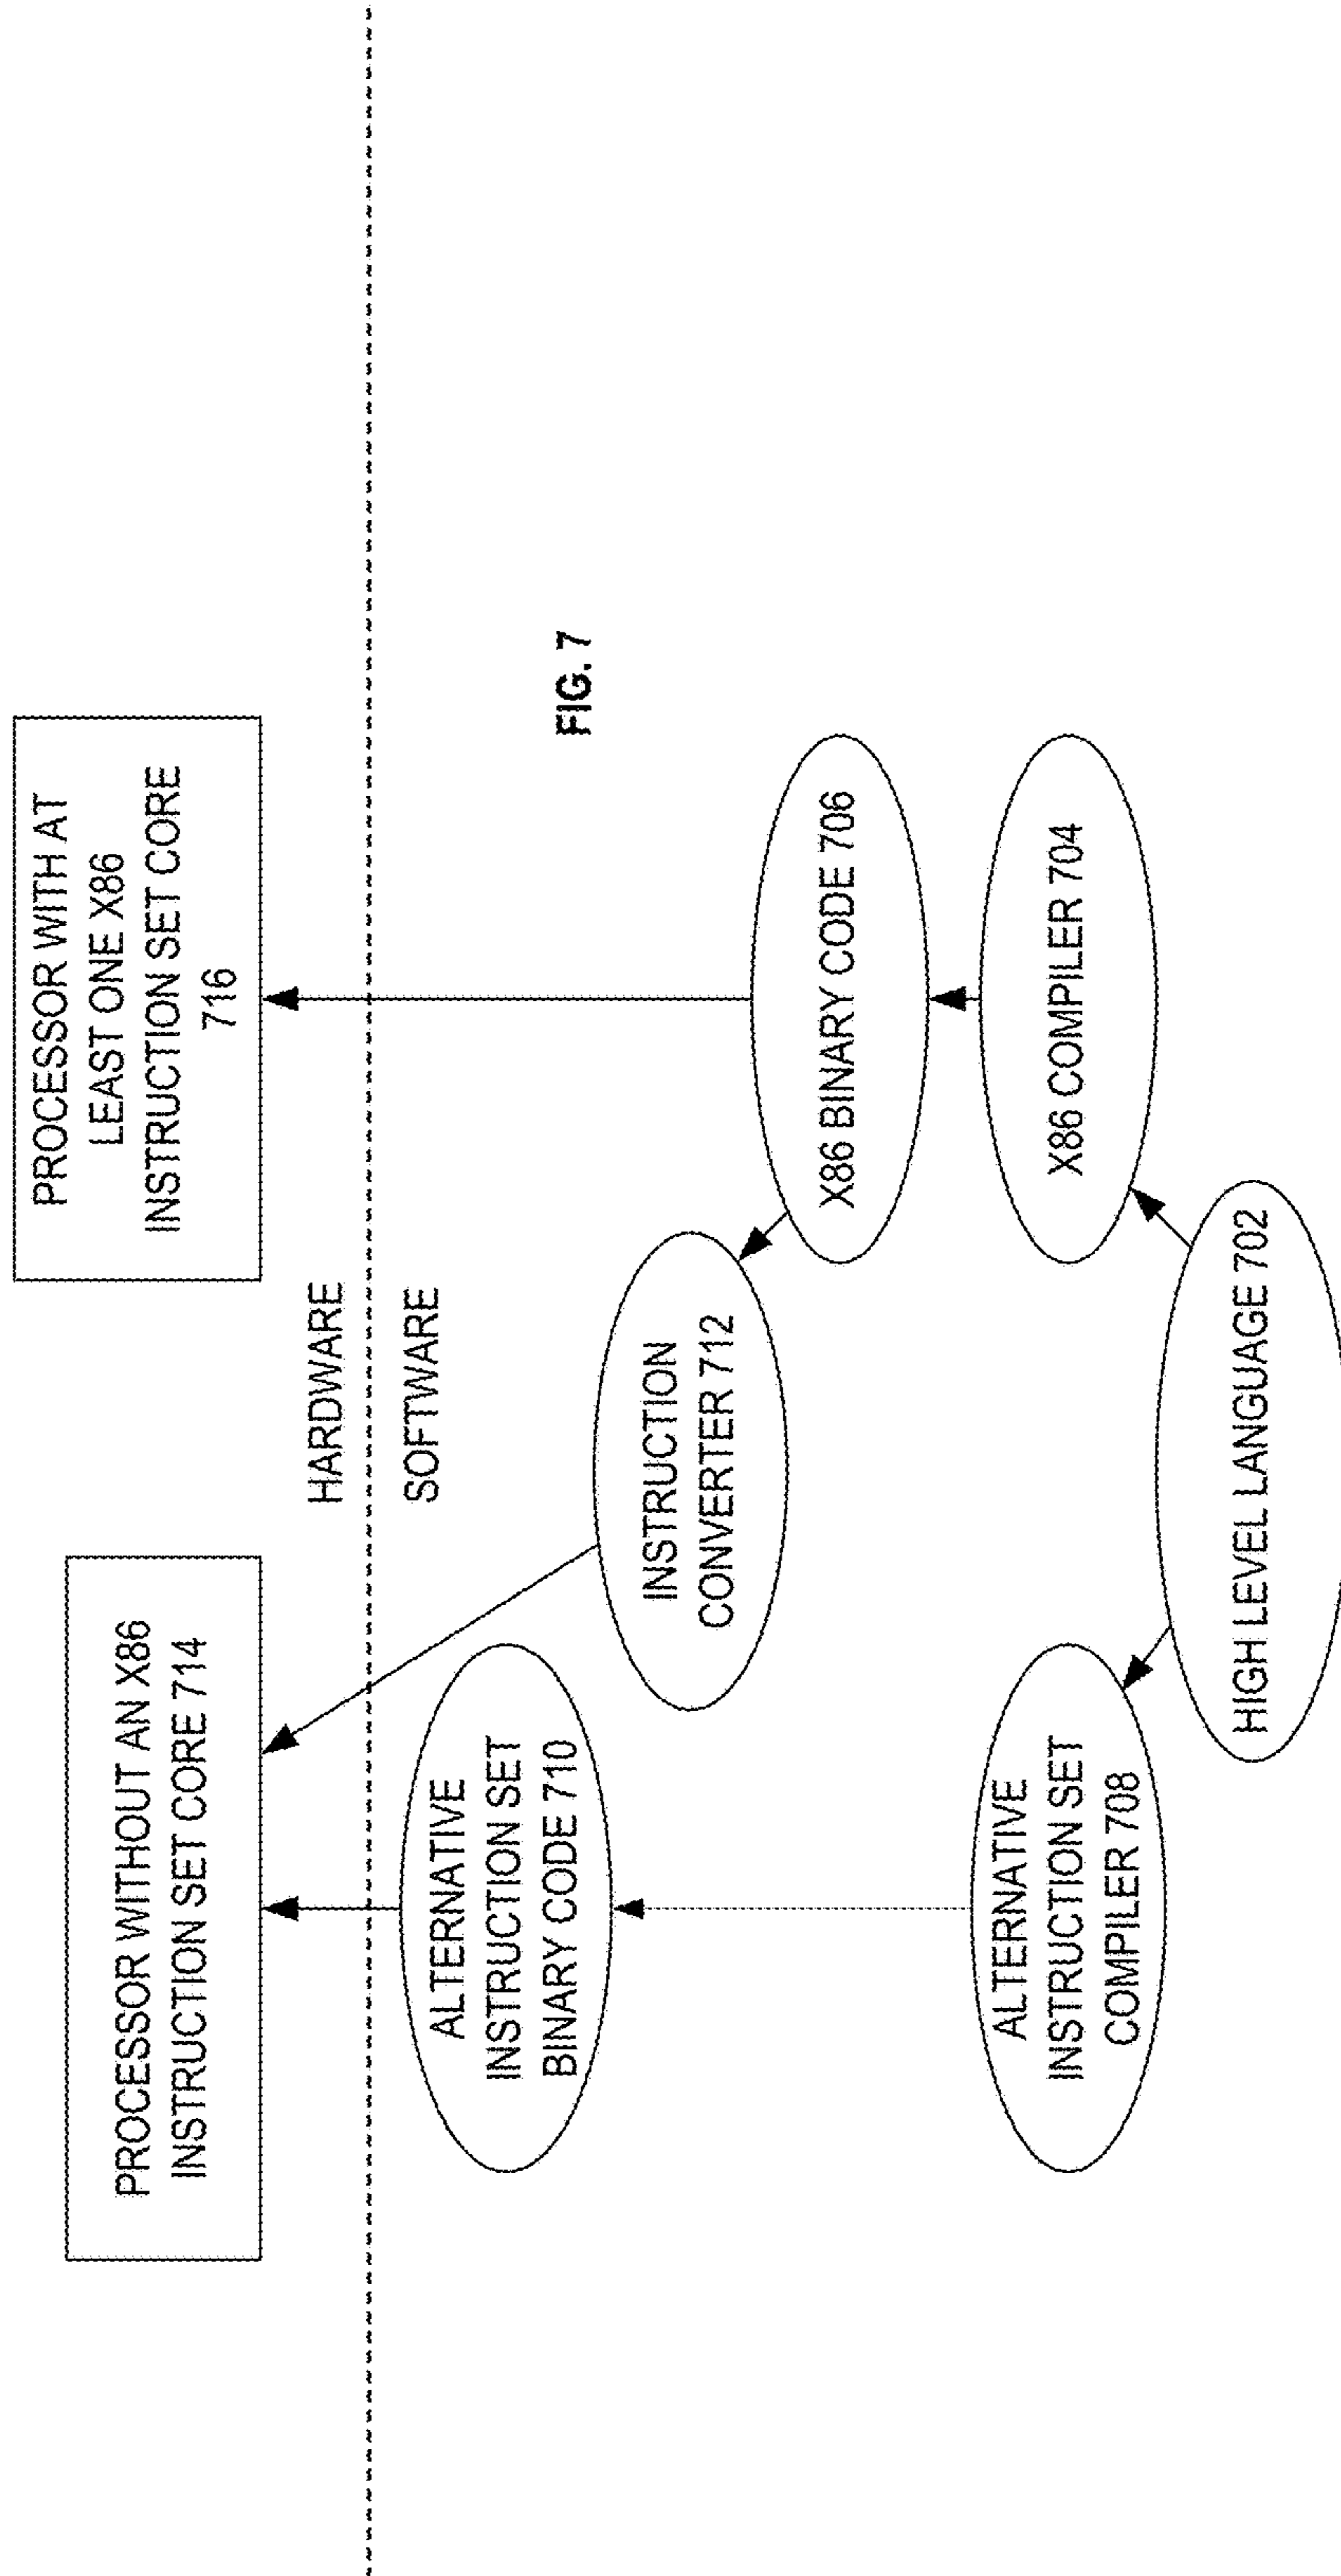 PROCESSOR WITHOUT AN X86
INSTRUCTION SET CORE 714
PROCESSOR WITH AT
LEAST ONE X86
INSTRUCTION SET CORE
716
HARDWARE
SOFTWARE
ALTERNATIVE
INSTRUCTION SET
BINARY CODE 710
INSTRUCTION
CONVERTER 712
FIG. 7
X86 BINARY CODE 706
ALTERNATIVE
INSTRUCTION SET
COMPILER 708
X86 COMPILER 704
HIGH LEVEL LANGUAGE 702